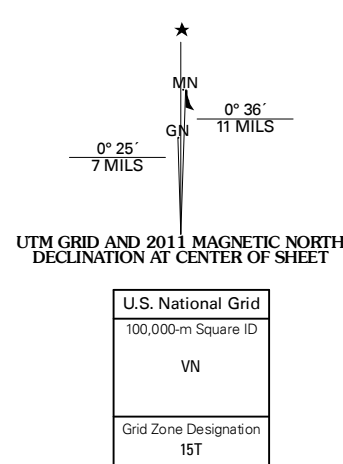 MN
0° 36´
11 MILS
GN
0° 25´
7 MILS
UTM GRID AND 2011 MAGNETIC NORTH
DECLINATION AT CENTER OF SHEET
U.S. National Grid
100,000-m Square ID
VN
Grid Zone Designation
15T